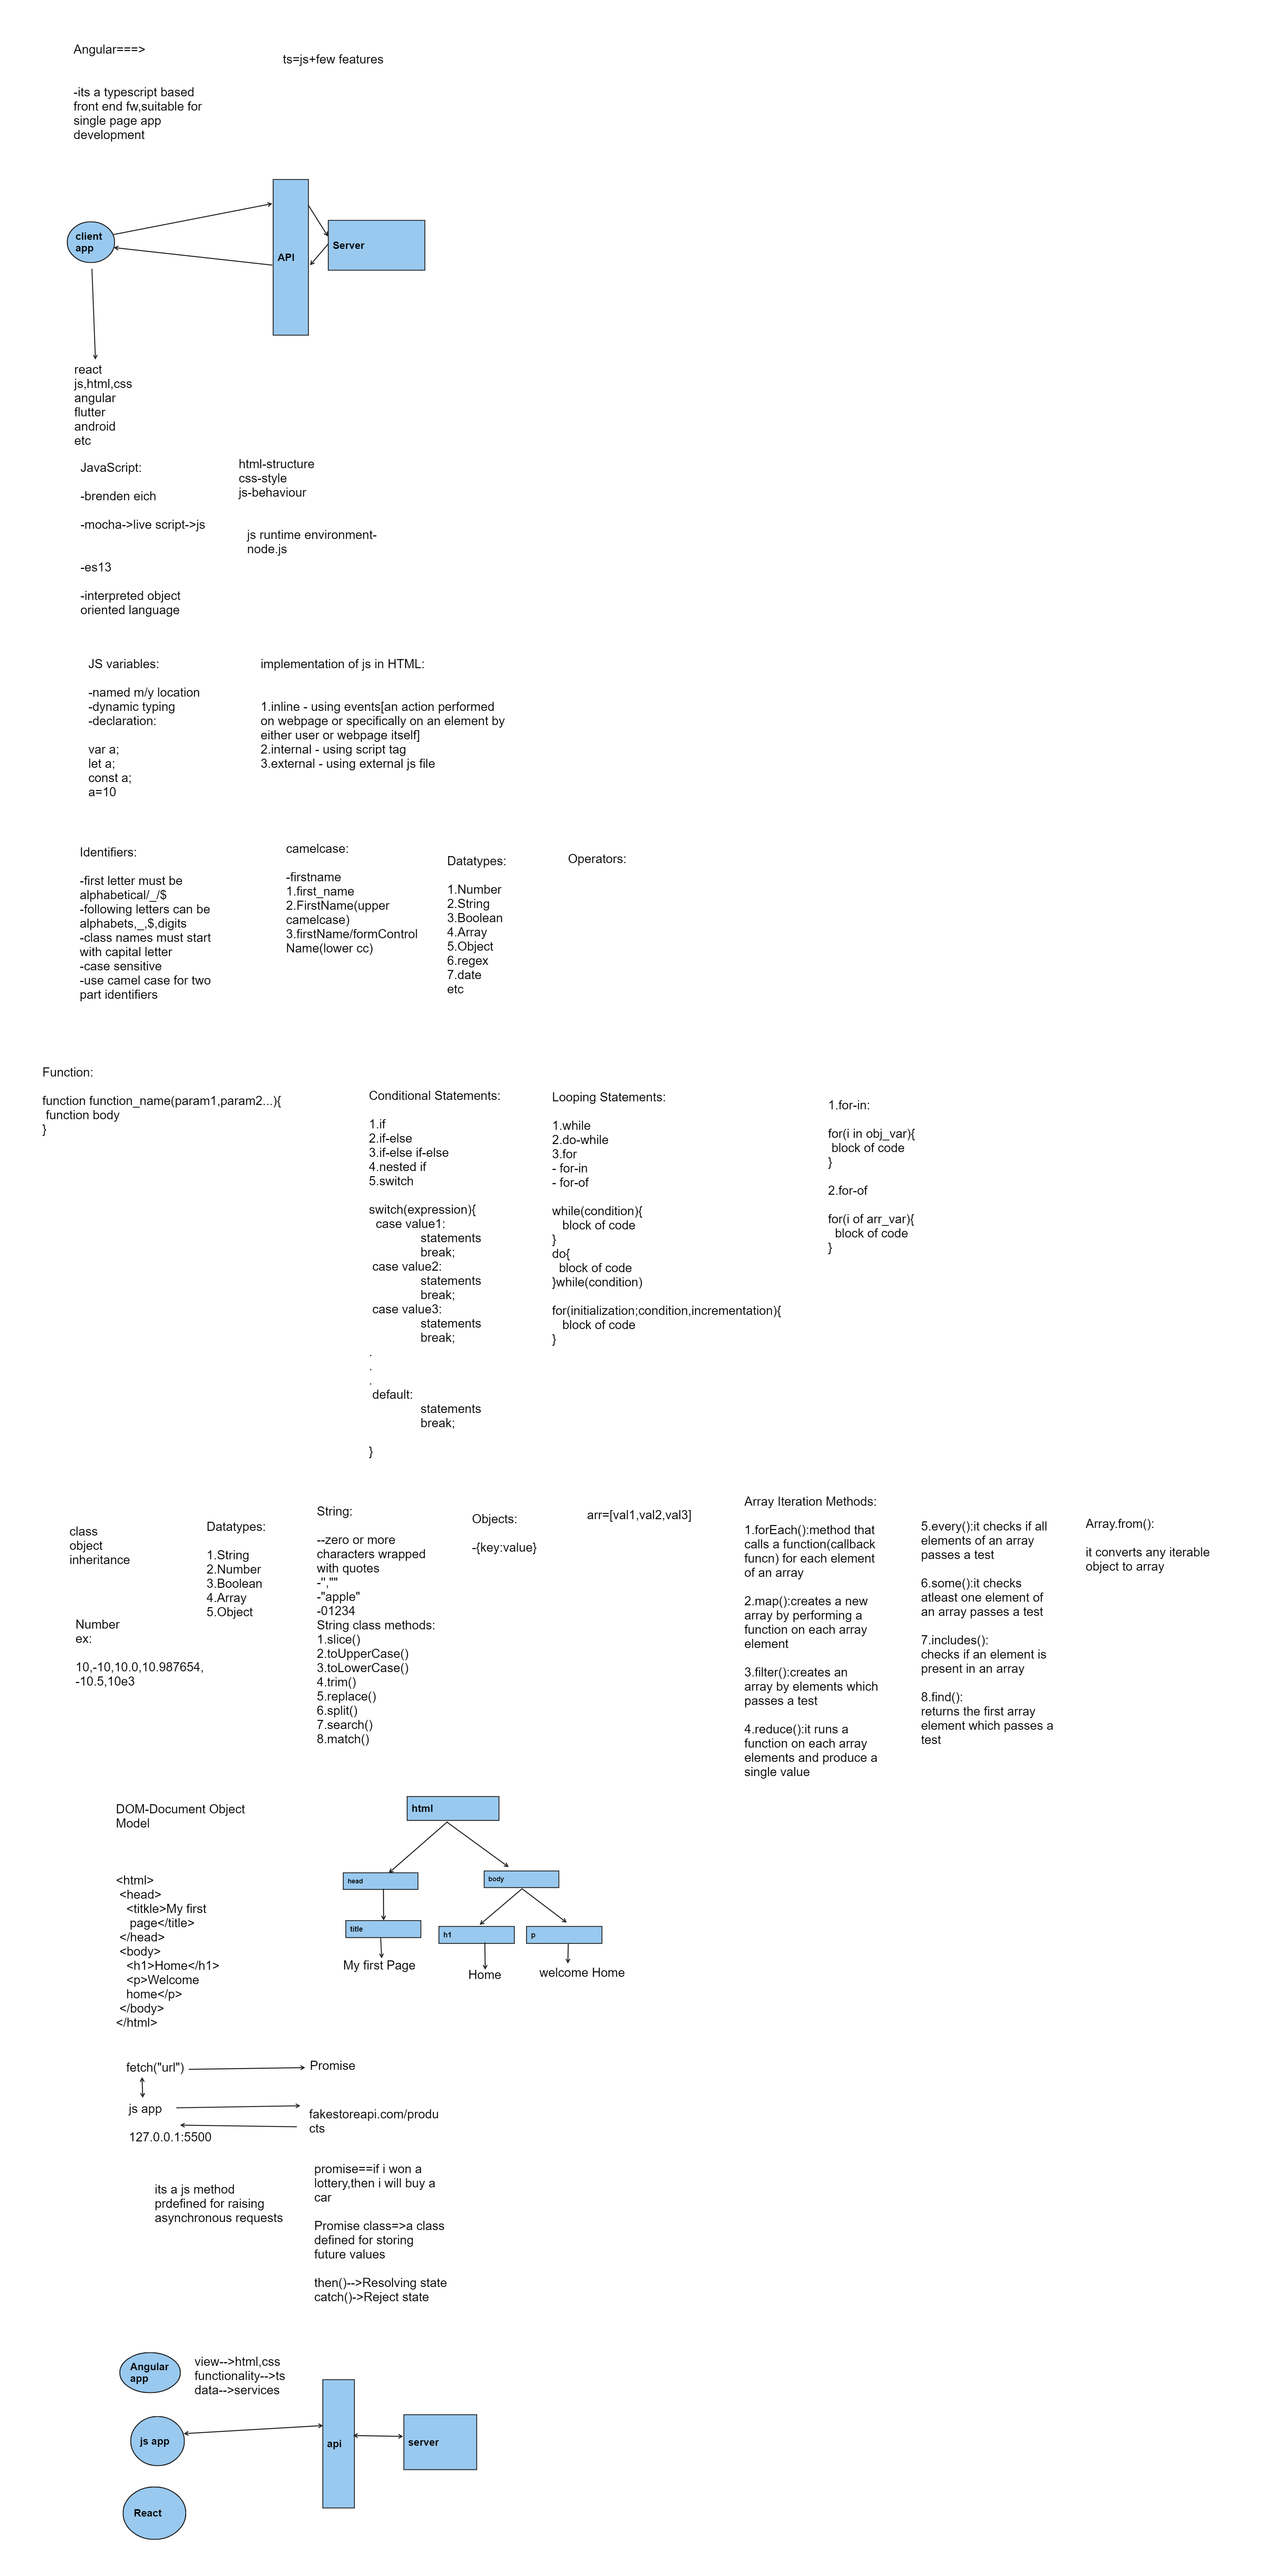 Angular===>
ts=js+few features
-its a typescript based
front end fw,suitable for
single page app
development
client
app
API
Server
react
js,html,css
angular
flutter
android
etc
JavaScript:
-brenden eich
-mocha->live script->js
-es13
-interpreted object
oriented language
html-structure
css-style
js-behaviour
js runtime environment-
node.js
JS variables:
-named m/y location
-dynamic typing
-declaration:
var a;
let a;
const a;
a=10
implementation of js in HTML:
1.inline - using events[an action performed
on webpage or specifically on an element by
either user or webpage itself]
2.internal - using script tag
3.external - using external js file
Identifiers:
-first letter must be
alphabetical/_/$
-following letters can be
alphabets,_,$,digits
-class names must start
with capital letter
-case sensitive
-use camel case for two
part identifiers
camelcase:
-firstname
1.first_name
2.FirstName(upper
camelcase)
3.firstName/formControl
Name(lower cc)
Datatypes:
1.Number
2.String
3.Boolean
4.Array
5.Object
6.regex
7.date
etc
Operators:
Function:
function function_name(param1,param2...){
function body
}
Conditional Statements:
1.if
2.if-else
3.if-else if-else
4.nested if
5.switch
switch(expression){
case value1:
statements
break;
case value2:
statements
break;
case value3:
statements
break;
.
.
.
default:
statements
break;
}
Looping Statements:
1.while
2.do-while
3.for
- for-in
- for-of
while(condition){
block of code
}
do{
block of code
}while(condition)
for(initialization;condition,incrementation){
block of code
}
1.for-in:
for(i in obj_var){
block of code
}
2.for-of
for(i of arr_var){
block of code
}
class
object
inheritance
Number
ex:
10,-10,10.0,10.987654,
-10.5,10e3
Datatypes:
1.String
2.Number
3.Boolean
4.Array
5.Object
String:
--zero or more
characters wrapped
with quotes
-'',""
-"apple"
-01234
String class methods:
1.slice()
2.toUpperCase()
3.toLowerCase()
4.trim()
5.replace()
6.split()
7.search()
8.match()
Objects:
-{key:value}
arr=[val1,val2,val3]
Array Iteration Methods:
1.forEach():method that
calls a function(callback
funcn) for each element
of an array
2.map():creates a new
array by performing a
function on each array
element
3.filter():creates an
array by elements which
passes a test
4.reduce():it runs a
function on each array
elements and produce a
single value
5.every():it checks if all
elements of an array
passes a test
6.some():it checks
atleast one element of
an array passes a test
7.includes():
checks if an element is
present in an array
8.find():
returns the first array
element which passes a
test
Array.from():
it converts any iterable
object to array
DOM-Document Object
Model
<html>
<head>
<titkle>My first
page</title>
</head>
<body>
<h1>Home</h1>
<p>Welcome
home</p>
</body>
</html>
html
head
body
title
h1
p
My first Page
Home
welcome Home
fetch("url")
Promise
js app
fakestoreapi.com/produ
cts
127.0.0.1:5500
its a js method
prdefined for raising
asynchronous requests
promise==if i won a
lottery,then i will buy a
car
Promise class=>a class
defined for storing
future values
then()-->Resolving state
catch()->Reject state
Angular
app
view-->html,css
functionality-->ts
data-->services
js app
api
server
React